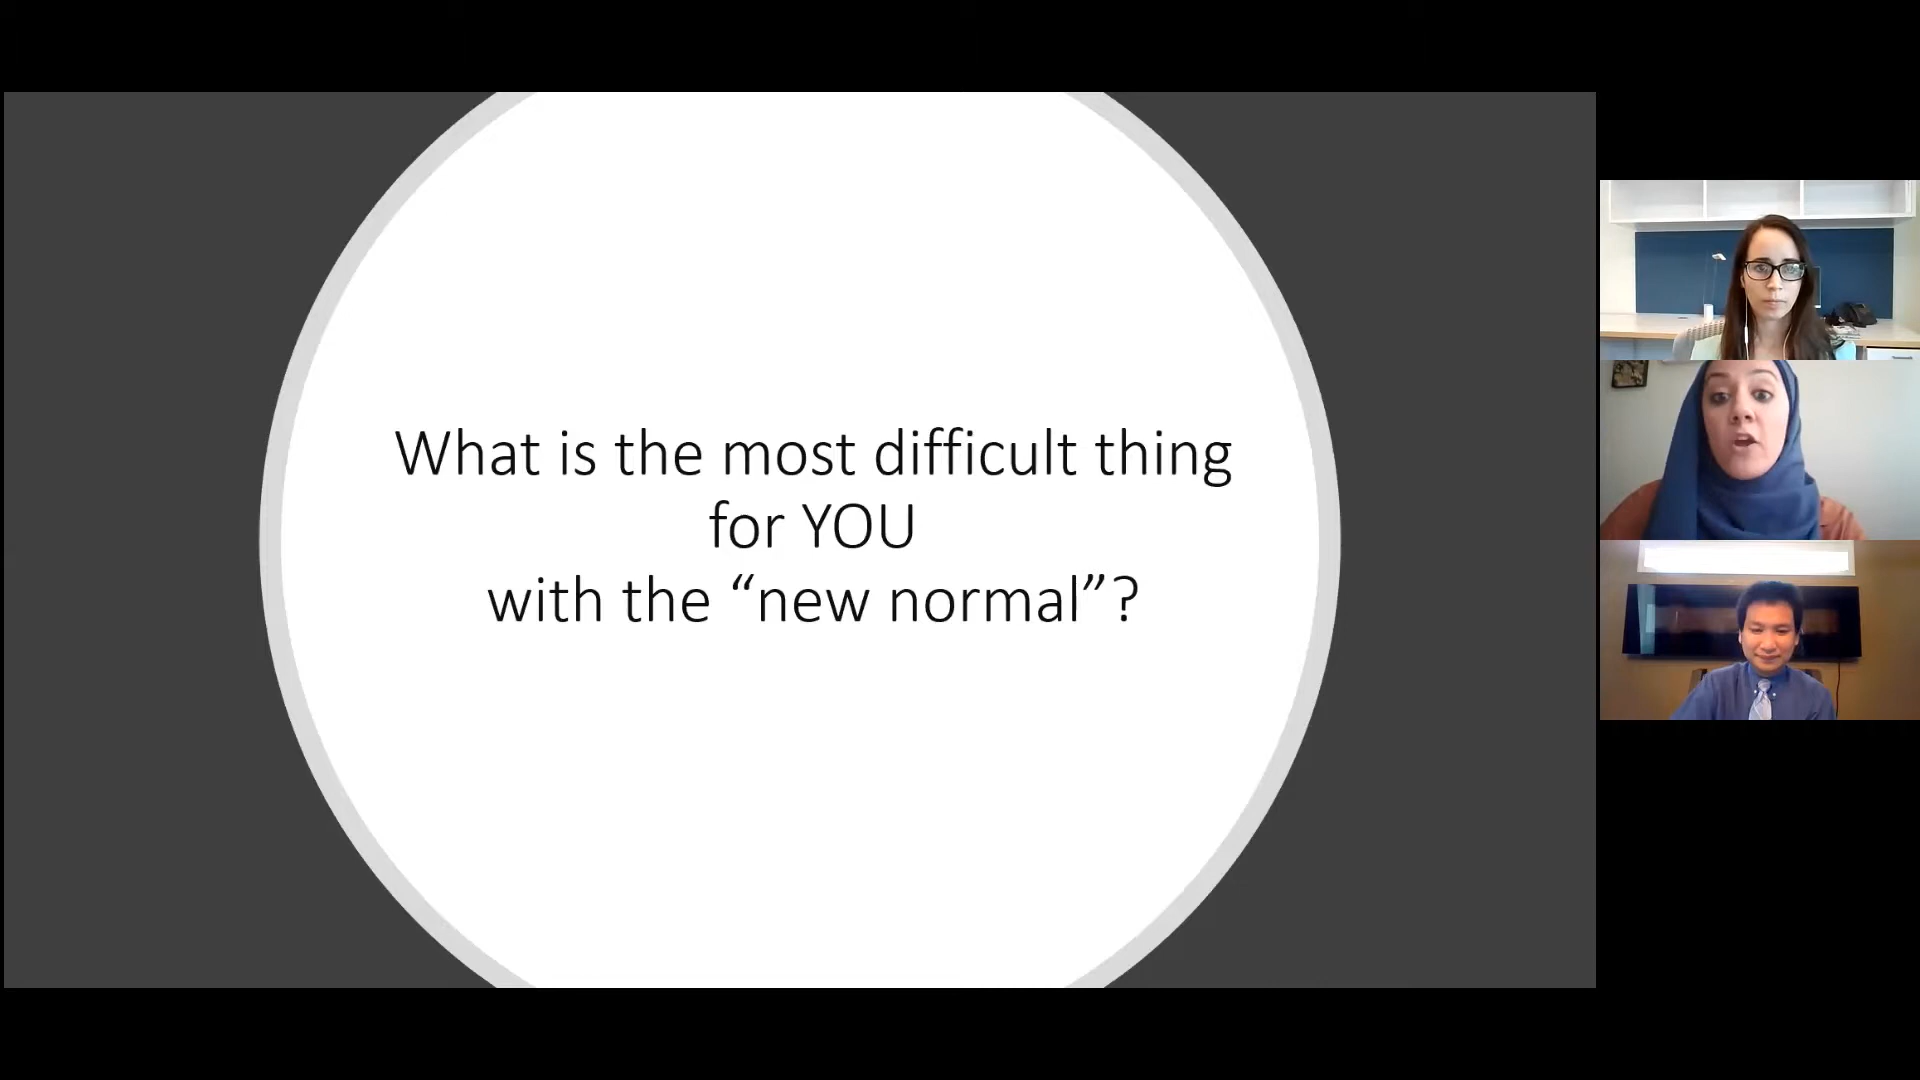 What is the most difficult thing
for YOU
with the “new normal”?